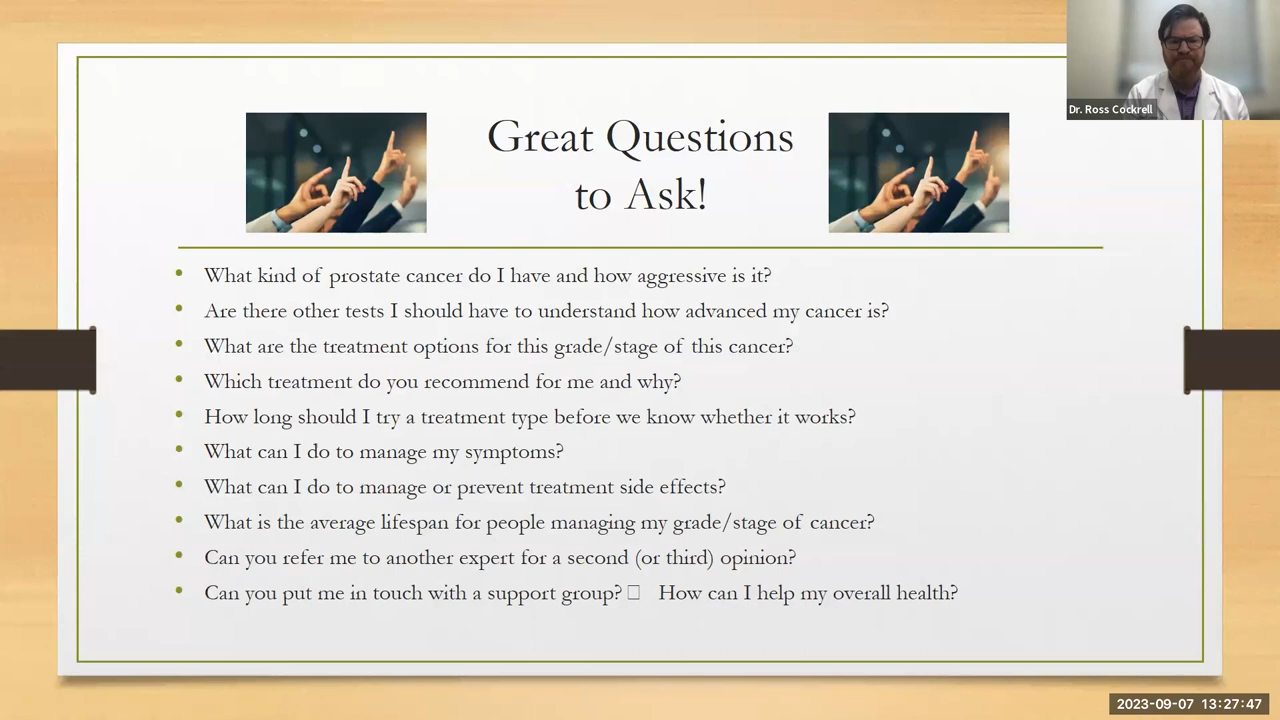 Dr. Ross Cockrell
Great Questions
to Ask!
• What kind of prostate cancer do I have and how aggressive is it?
• Are there other tests I should have to understand how advanced my cancer is?
• What are the treatment options for this grade/stage of this cancer?
• Which treatment do you recommend for me and why?
• How long should I try a treatment type before we know whether it works?
• What can I do to manage my symptoms?
• What can I do to manage or prevent treatment side effects?
• What is the average lifespan for people managing my grade/stage of cancer?
• Can you refer me to another expert for a second (or third) opinion?
• Can you put me in touch with a support group? □ How can I help my overall health?
2023-09-07 13:27:47